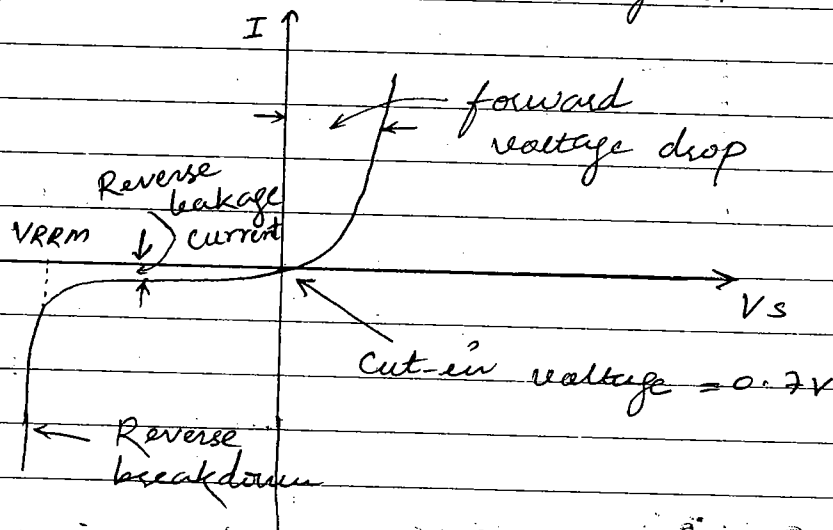 I
forward
voltage drop
Reverse
leakage
current
VRRM
Vs
Cut-in voltage = 0.7V
Reverse
breakdown